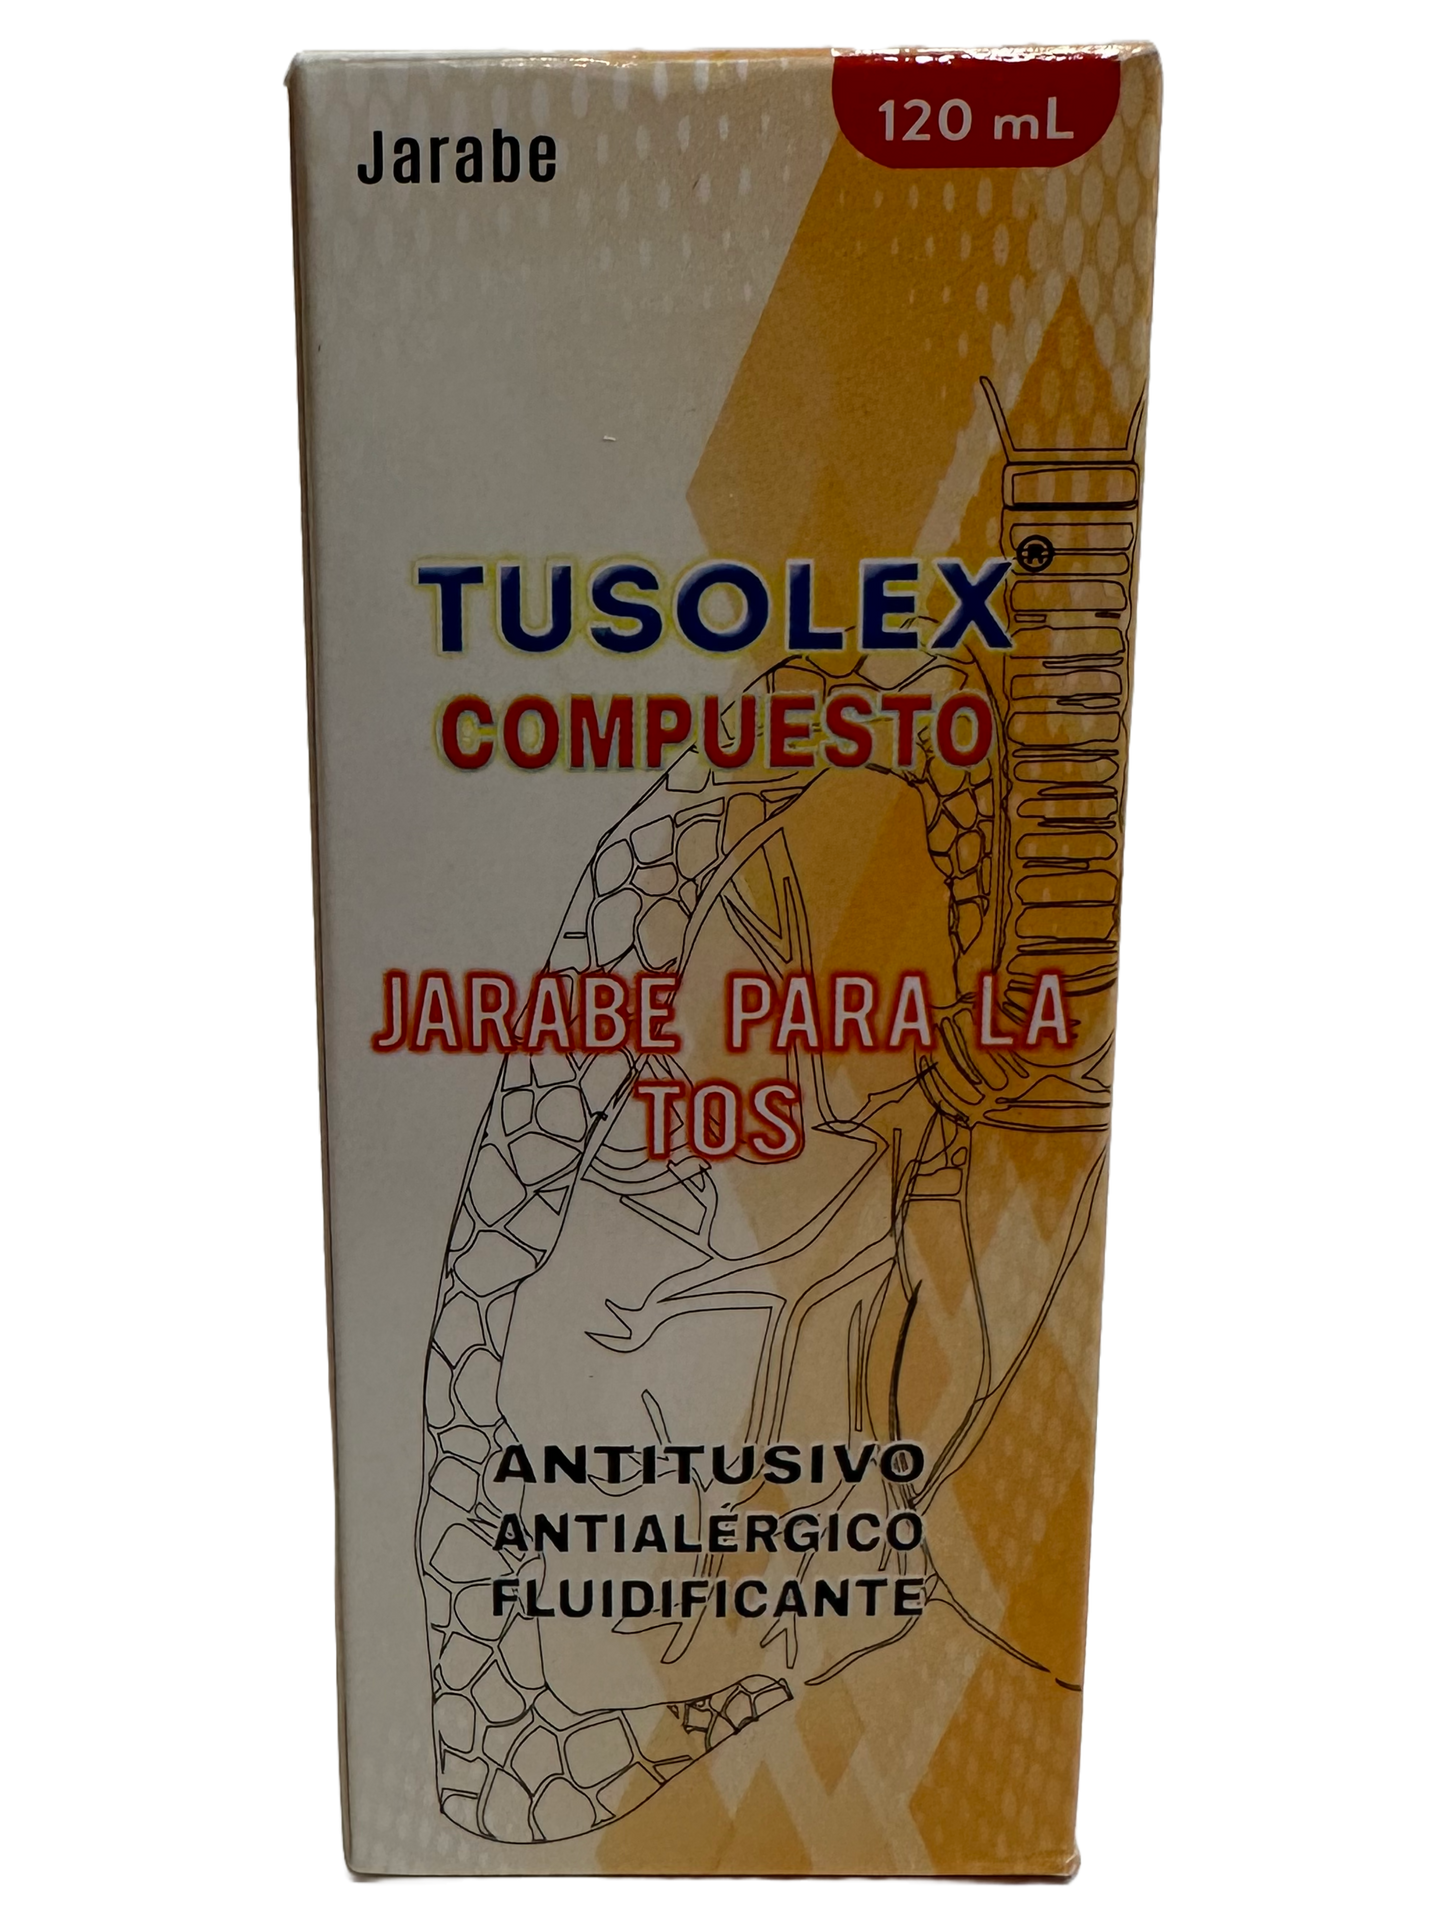 Jarabe
120 mL
TUSOLEX®
COMPUESTO
JARABE PARA LA
TOS
ANTITUSIVO
ANTIALÉRGICO
FLUIDIFICANTE